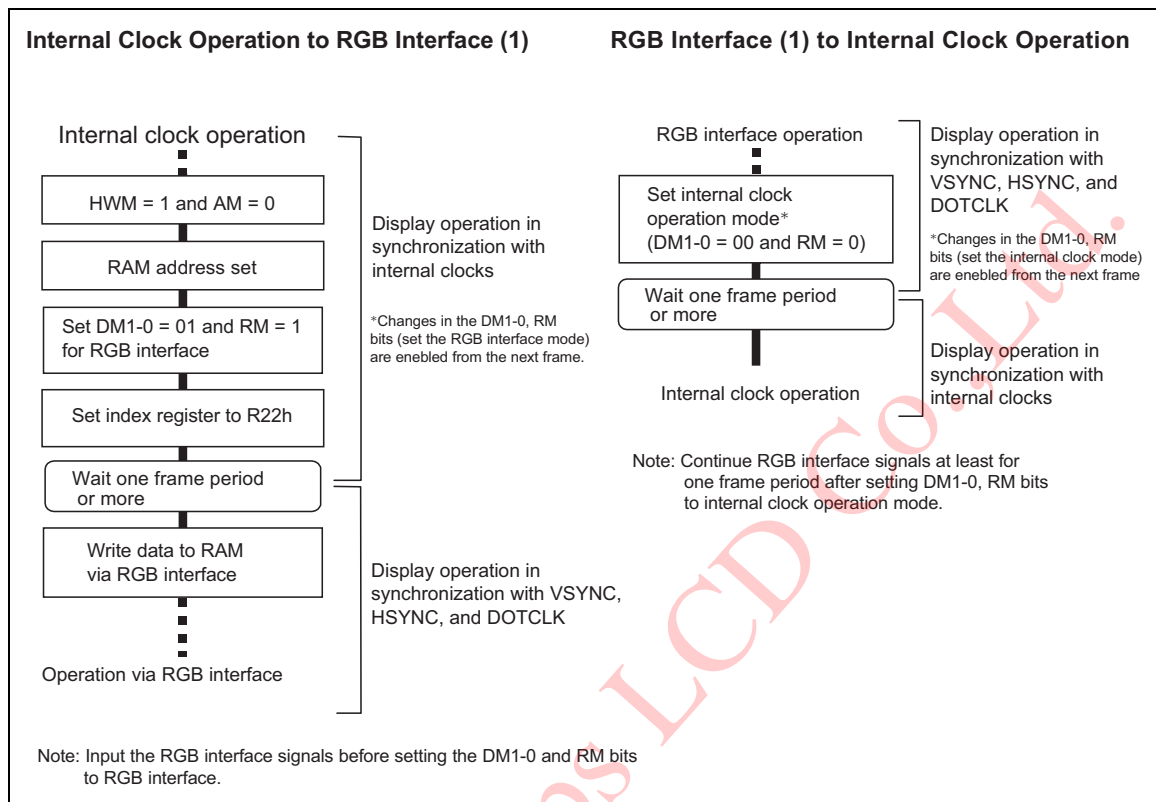 Internal Clock Operation to RGB Interface (1)
Internal clock operation
HWM = 1 and AM = 0
RAM address set
Set DM1-0 = 01 and RM = 1
for RGB interface
Set index register to R22h
Wait one frame period
or more
Write data to RAM
via RGB interface
Operation via RGB interface
Display operation in
synchronization with
internal clocks
*Changes in the DM1-0, RM
bits (set the RGB interface mode)
are enebled from the next frame.
Display operation in
synchronization with VSYNC,
HSYNC, and DOTCLK
Note: Input the RGB interface signals before setting the DM1-0 and RM bits
to RGB interface.
RGB Interface (1) to Internal Clock Operation
RGB interface operation
Set internal clock
operation mode*
(DM1-0 = 00 and RM = 0)
Wait one frame period
or more
Internal clock operation
Display operation in
synchronization with
VSYNC, HSYNC, and
DOTCLK
*Changes in the DM1-0, RM
bits (set the internal clock mode)
are enebled from the next frame
Display operation in
synchronization with
internal clocks
Note: Continue RGB interface signals at least for
one frame period after setting DM1-0, RM bits
to internal clock operation mode.
LCD Co.,Ltd.